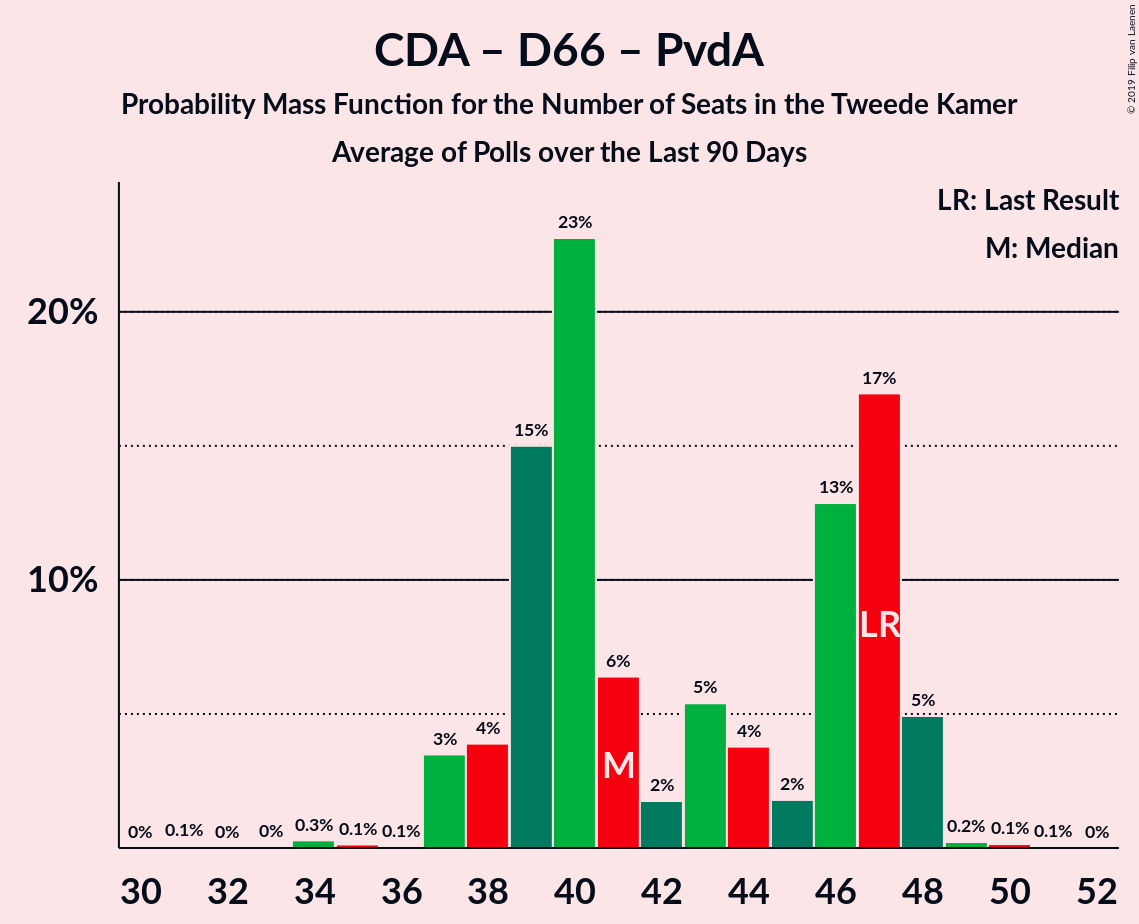 CDA – D66 – PvdA
Probability Mass Function for the Number of Seats in the Tweede Kamer
Average of Polls over the Last 90 Days
© 2019 Filip van Laenen
LR: Last Result
M: Median
20%
10%
0%
0.1%
0%
0%
0.3%
0.1%
0.1%
3%
4%
15%
23%
6%
2%
5%
4%
2%
13%
17%
5%
0.2%
0.1%
0.1%
0%
M
LR
30 32 34 36 38 40 42 44 46 48 50 52